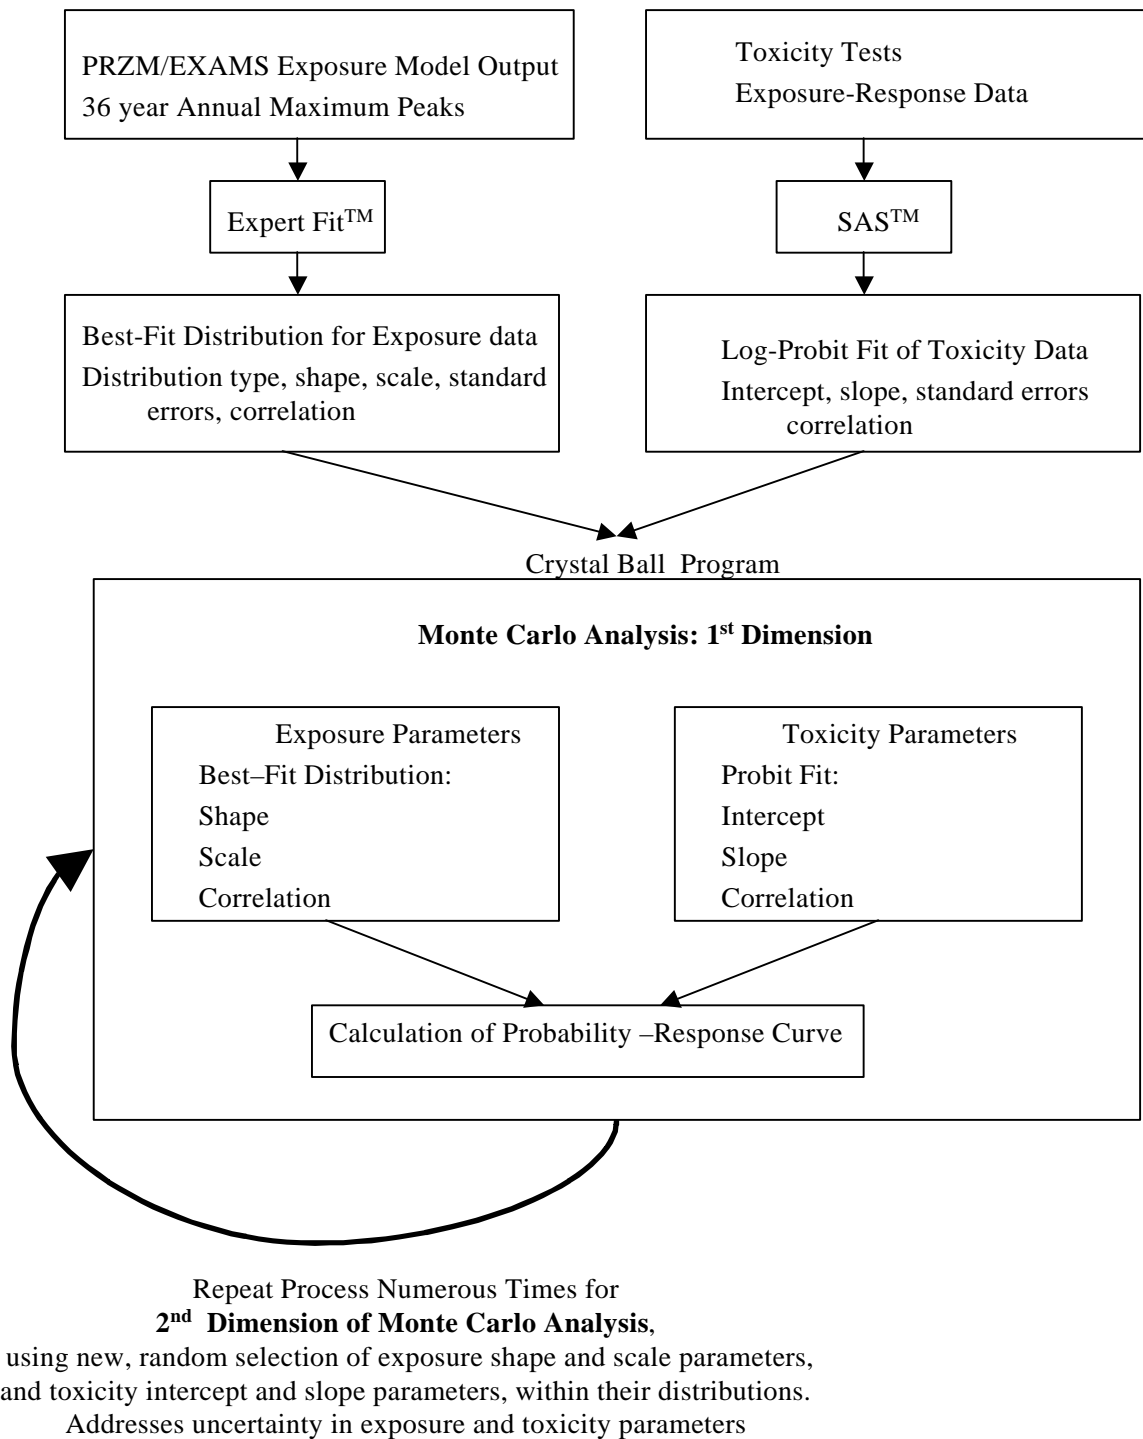 PRZM/EXAMS Exposure Model Output
36 year Annual Maximum Peaks
Toxicity Tests
Exposure-Response Data
Expert Fit™
SAS™
Best-Fit Distribution for Exposure data
Distribution type, shape, scale, standard
errors, correlation
Log-Probit Fit of Toxicity Data
Intercept, slope, standard errors
correlation
Crystal Ball Program
Monte Carlo Analysis: 1st Dimension
Exposure Parameters
Best–Fit Distribution:
Shape
Scale
Correlation
Toxicity Parameters
Probit Fit:
Intercept
Slope
Correlation
Calculation of Probability –Response Curve
Repeat Process Numerous Times for
2nd Dimension of Monte Carlo Analysis,
using new, random selection of exposure shape and scale parameters,
and toxicity intercept and slope parameters, within their distributions.
Addresses uncertainty in exposure and toxicity parameters